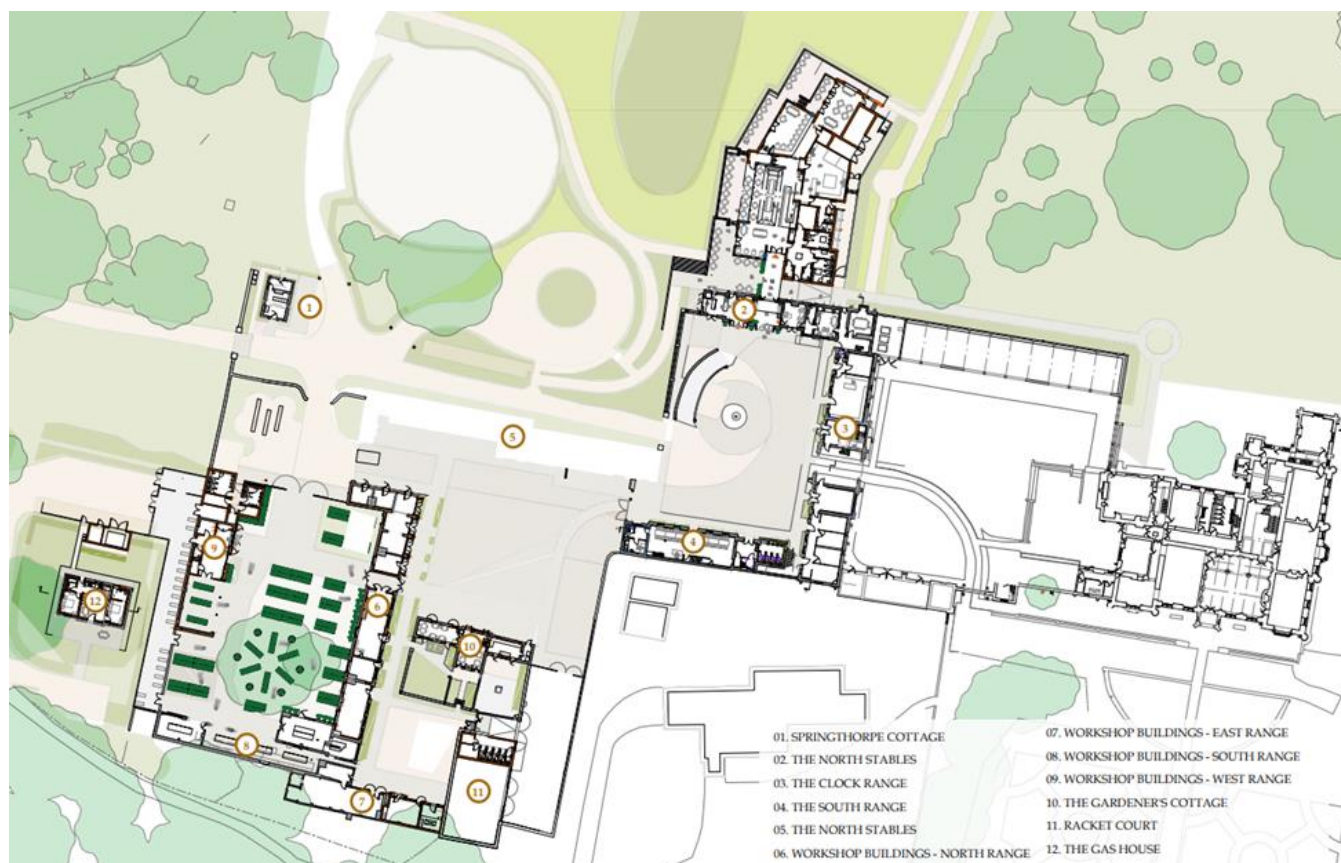 1
2
3
5
4
9
6
12
10
8
7
11
01. SPRINGTHORPE COTTAGE
02. THE NORTH STABLES
03. THE CLOCK RANGE
04. THE SOUTH RANGE
05. THE NORTH STABLES
06. WORKSHOP BUILDINGS - NORTH RANGE
07. WORKSHOP BUILDINGS - EAST RANGE
08. WORKSHOP BUILDINGS - SOUTH RANGE
09. WORKSHOP BUILDINGS - WEST RANGE
10. THE GARDENER'S COTTAGE
11. RACKET COURT
12. THE GAS HOUSE